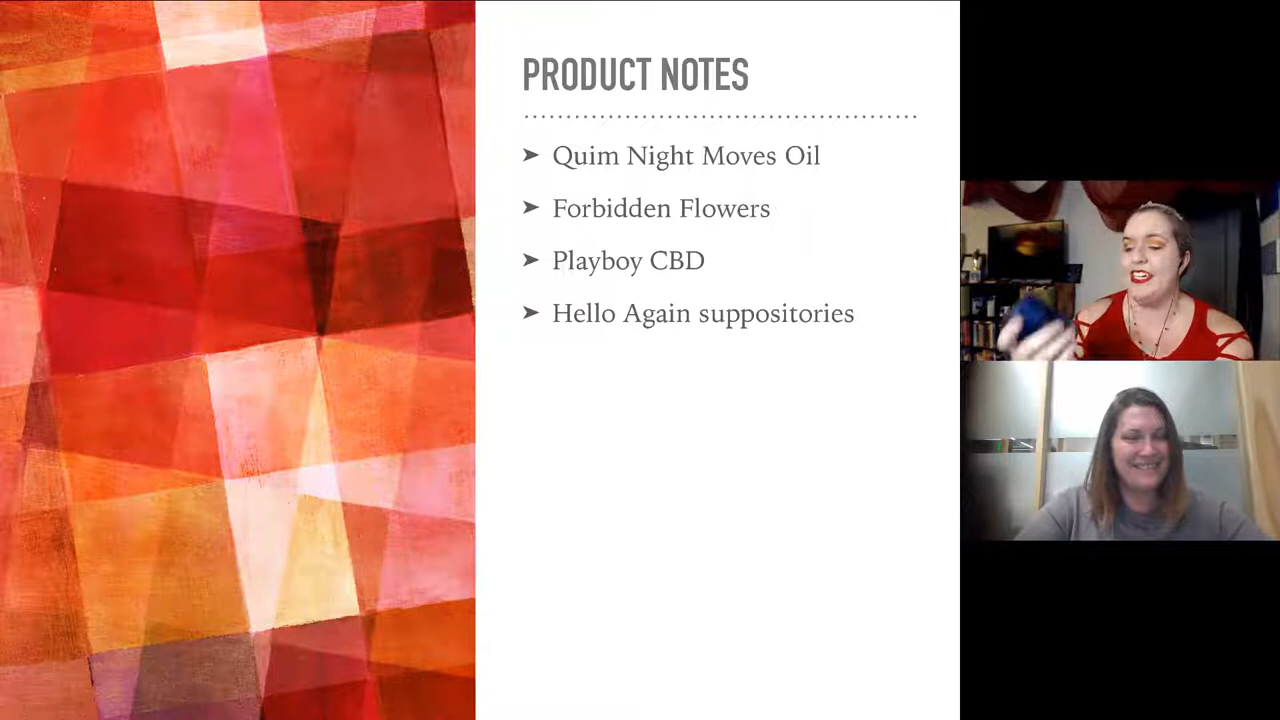 PRODUCT NOTES
➤ Quim Night Moves Oil
➤ Forbidden Flowers
➤ Playboy CBD
➤ Hello Again suppositories